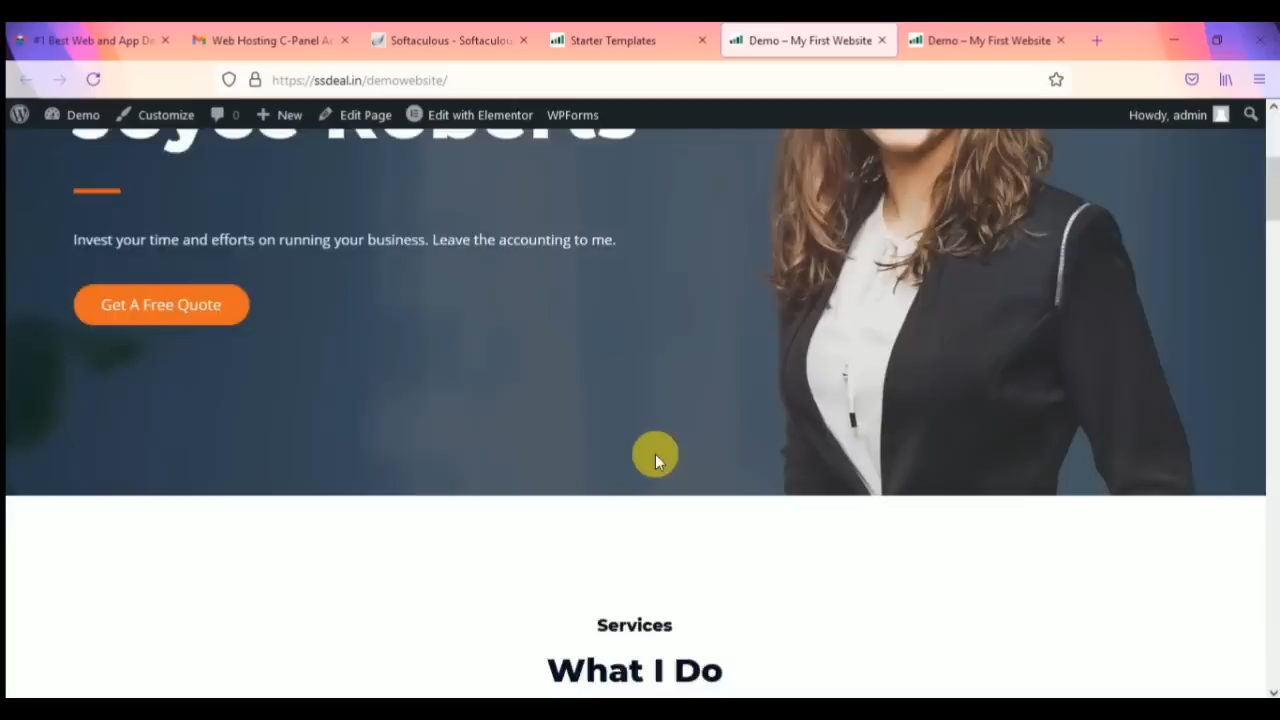 #1 Best Web and App De
Web Hosting C-Panel Ac
Softaculous - Softaculou
Starter Templates
Demo – My First Website
Demo – My First Website
https://ssdeal.in/demowebsite/
Demo
Customize
0
New
Edit Page
Edit with Elementor
WPForms
Howdy, admin
Joyce Roberts
Invest your time and efforts on running your business. Leave the accounting to me.
Get A Free Quote
Services
What I Do